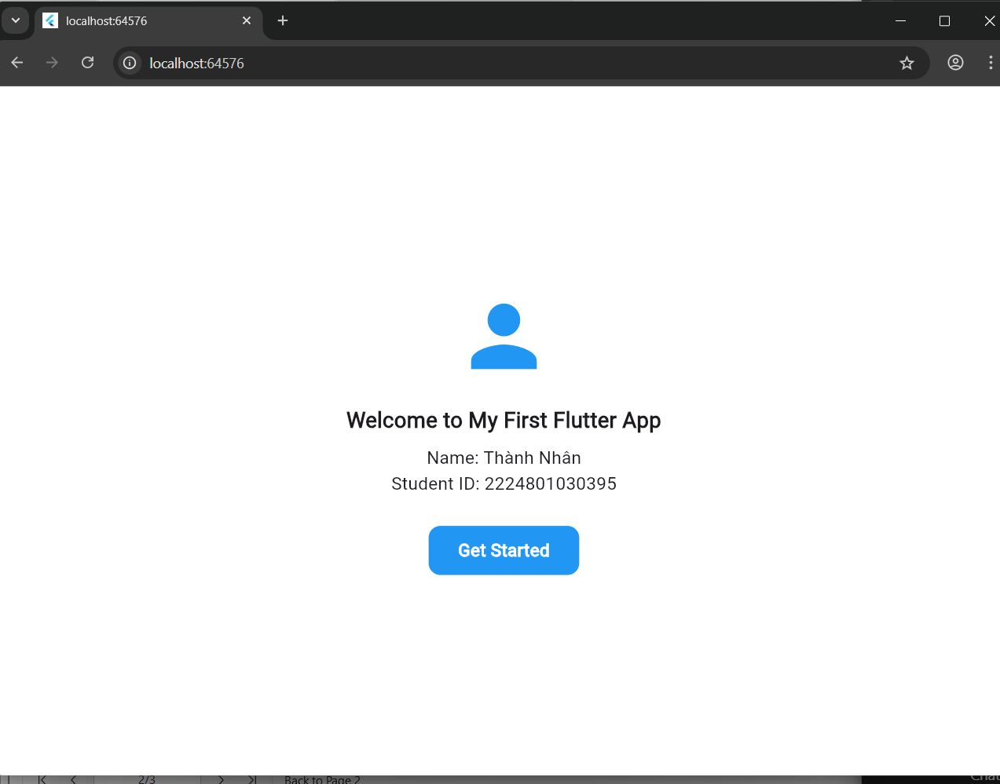 localhost:64576
localhost:64576
Welcome to My First Flutter App
Name: Thành Nhân
Student ID: 2224801030395
Get Started
2/3
Back to Page 2
Chat